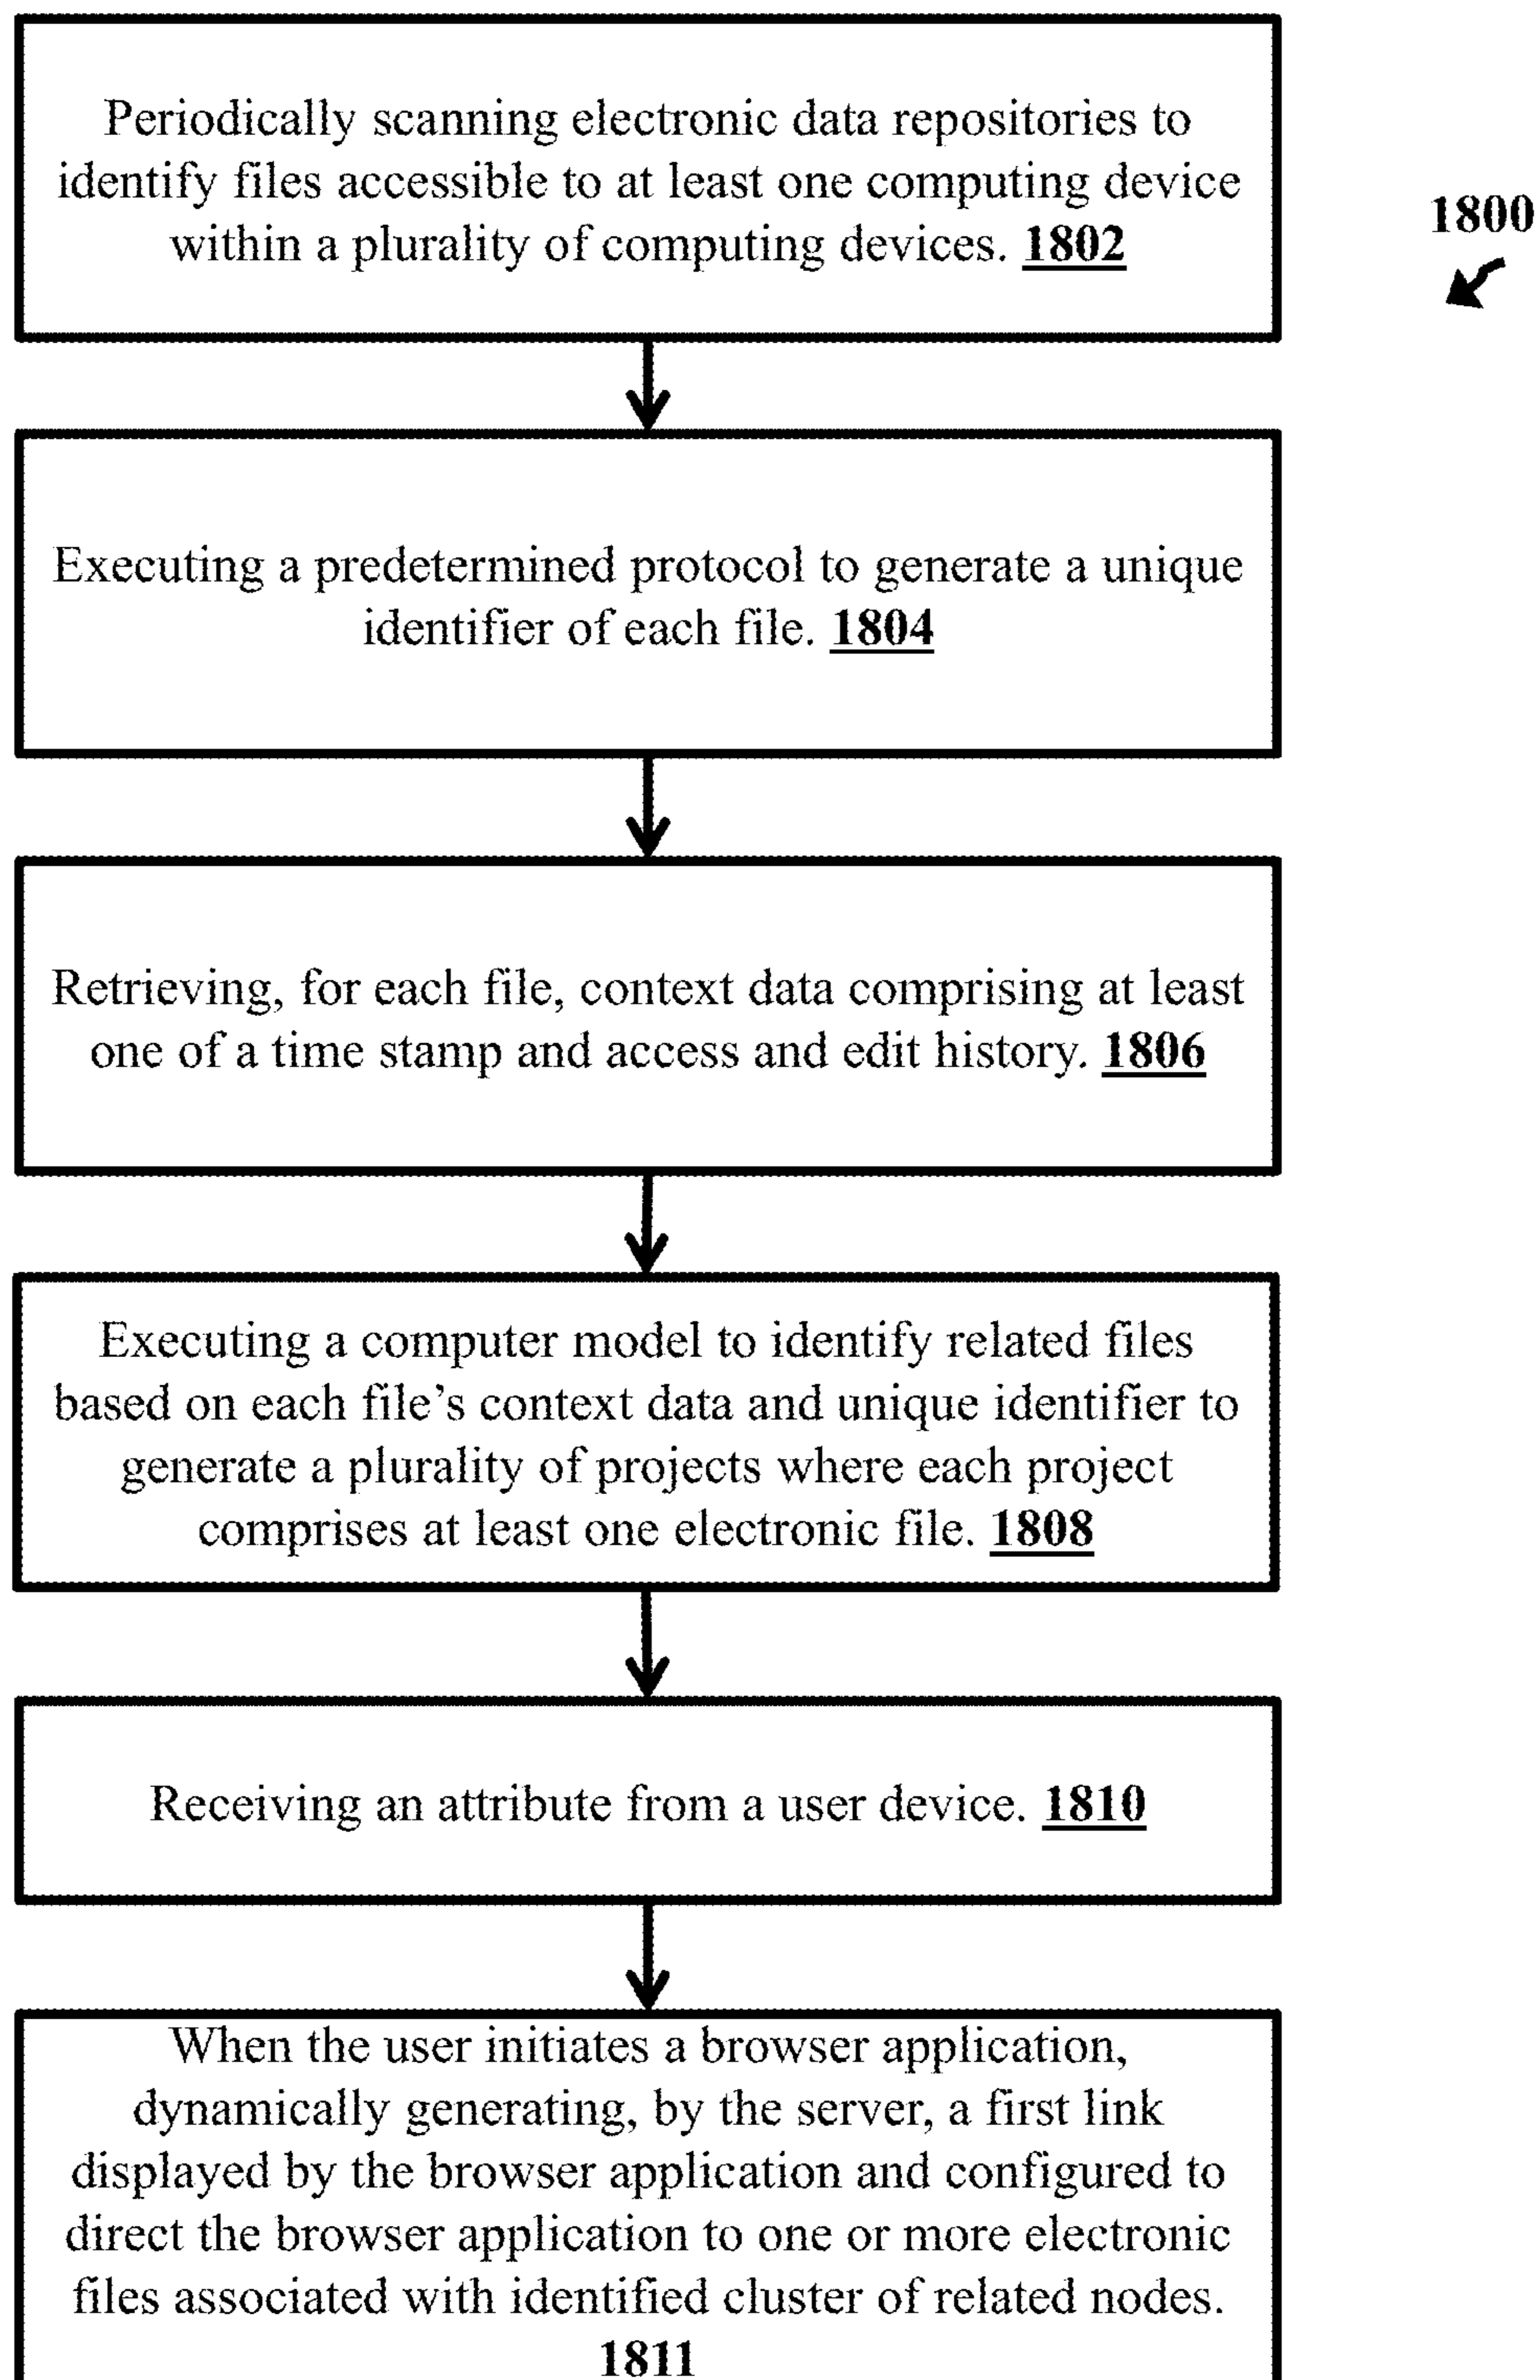 Periodically scanning electronic data repositories to
identify files accessible to at least one computing device
within a plurality of computing devices. 1802
1800
Executing a predetermined protocol to generate a unique
identifier of each file. 1804
Retrieving, for each file, context data comprising at least
one of a time stamp and access and edit history. 1806
Executing a computer model to identify related files
based on each file’s context data and unique identifier to
generate a plurality of projects where each project
comprises at least one electronic file. 1808
Receiving an attribute from a user device. 1810
When the user initiates a browser application,
dynamically generating, by the server, a first link
displayed by the browser application and configured to
direct the browser application to one or more electronic
files associated with identified cluster of related nodes.
1811